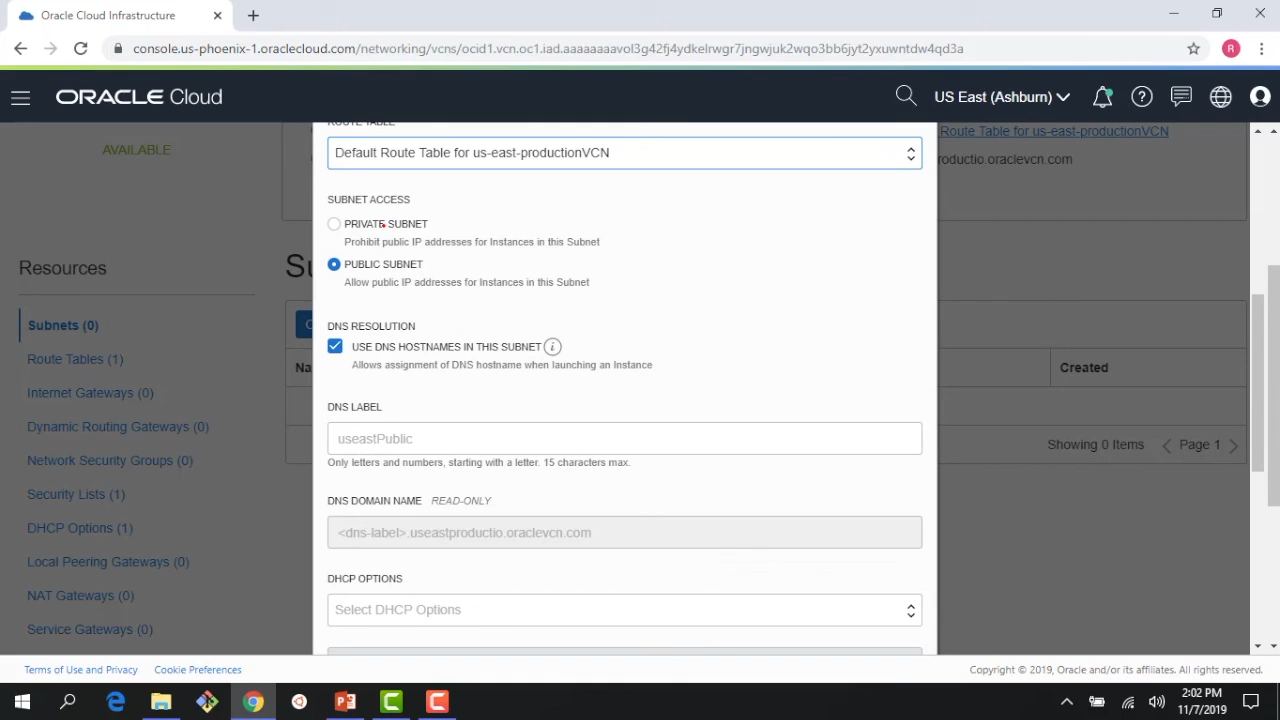 Oracle Cloud Infrastructure
console.us-phoenix-1.oraclecloud.com/networking/vcns/ocid1.vcn.oc1.iad.aaaaaaaavol3g42fj4ydkelrwgr7jngwjuk2wqo3bb6jyt2yxuwntdw4qd3a
R
ORACLE Cloud
US East (Ashburn)
ROUTE TABLE
AVAILABLE
Route Table for us-east-productionVCN
Default Route Table for us-east-productionVCN
productio.oraclevcn.com
SUBNET ACCESS
PRIVATE SUBNET
Prohibit public IP addresses for Instances in this Subnet
PUBLIC SUBNET
Allow public IP addresses for Instances in this Subnet
Resources
Su
Subnets (0)
DNS RESOLUTION
C
USE DNS HOSTNAMES IN THIS SUBNET i
Allows assignment of DNS hostname when launching an Instance
Route Tables (1)
Na
Created
Internet Gateways (0)
DNS LABEL
Dynamic Routing Gateways (0)
useastPublic
Showing 0 Items
Page 1
Network Security Groups (0)
Only letters and numbers, starting with a letter. 15 characters max.
Security Lists (1)
DNS DOMAIN NAME READ-ONLY
DHCP Options (1)
<dns-label>.useastproductio.oraclevcn.com
Local Peering Gateways (0)
DHCP OPTIONS
NAT Gateways (0)
Select DHCP Options
Service Gateways (0)
Terms of Use and Privacy
Cookie Preferences
Copyright © 2019, Oracle and/or its affiliates. All rights reserved.
2:02 PM
11/7/2019